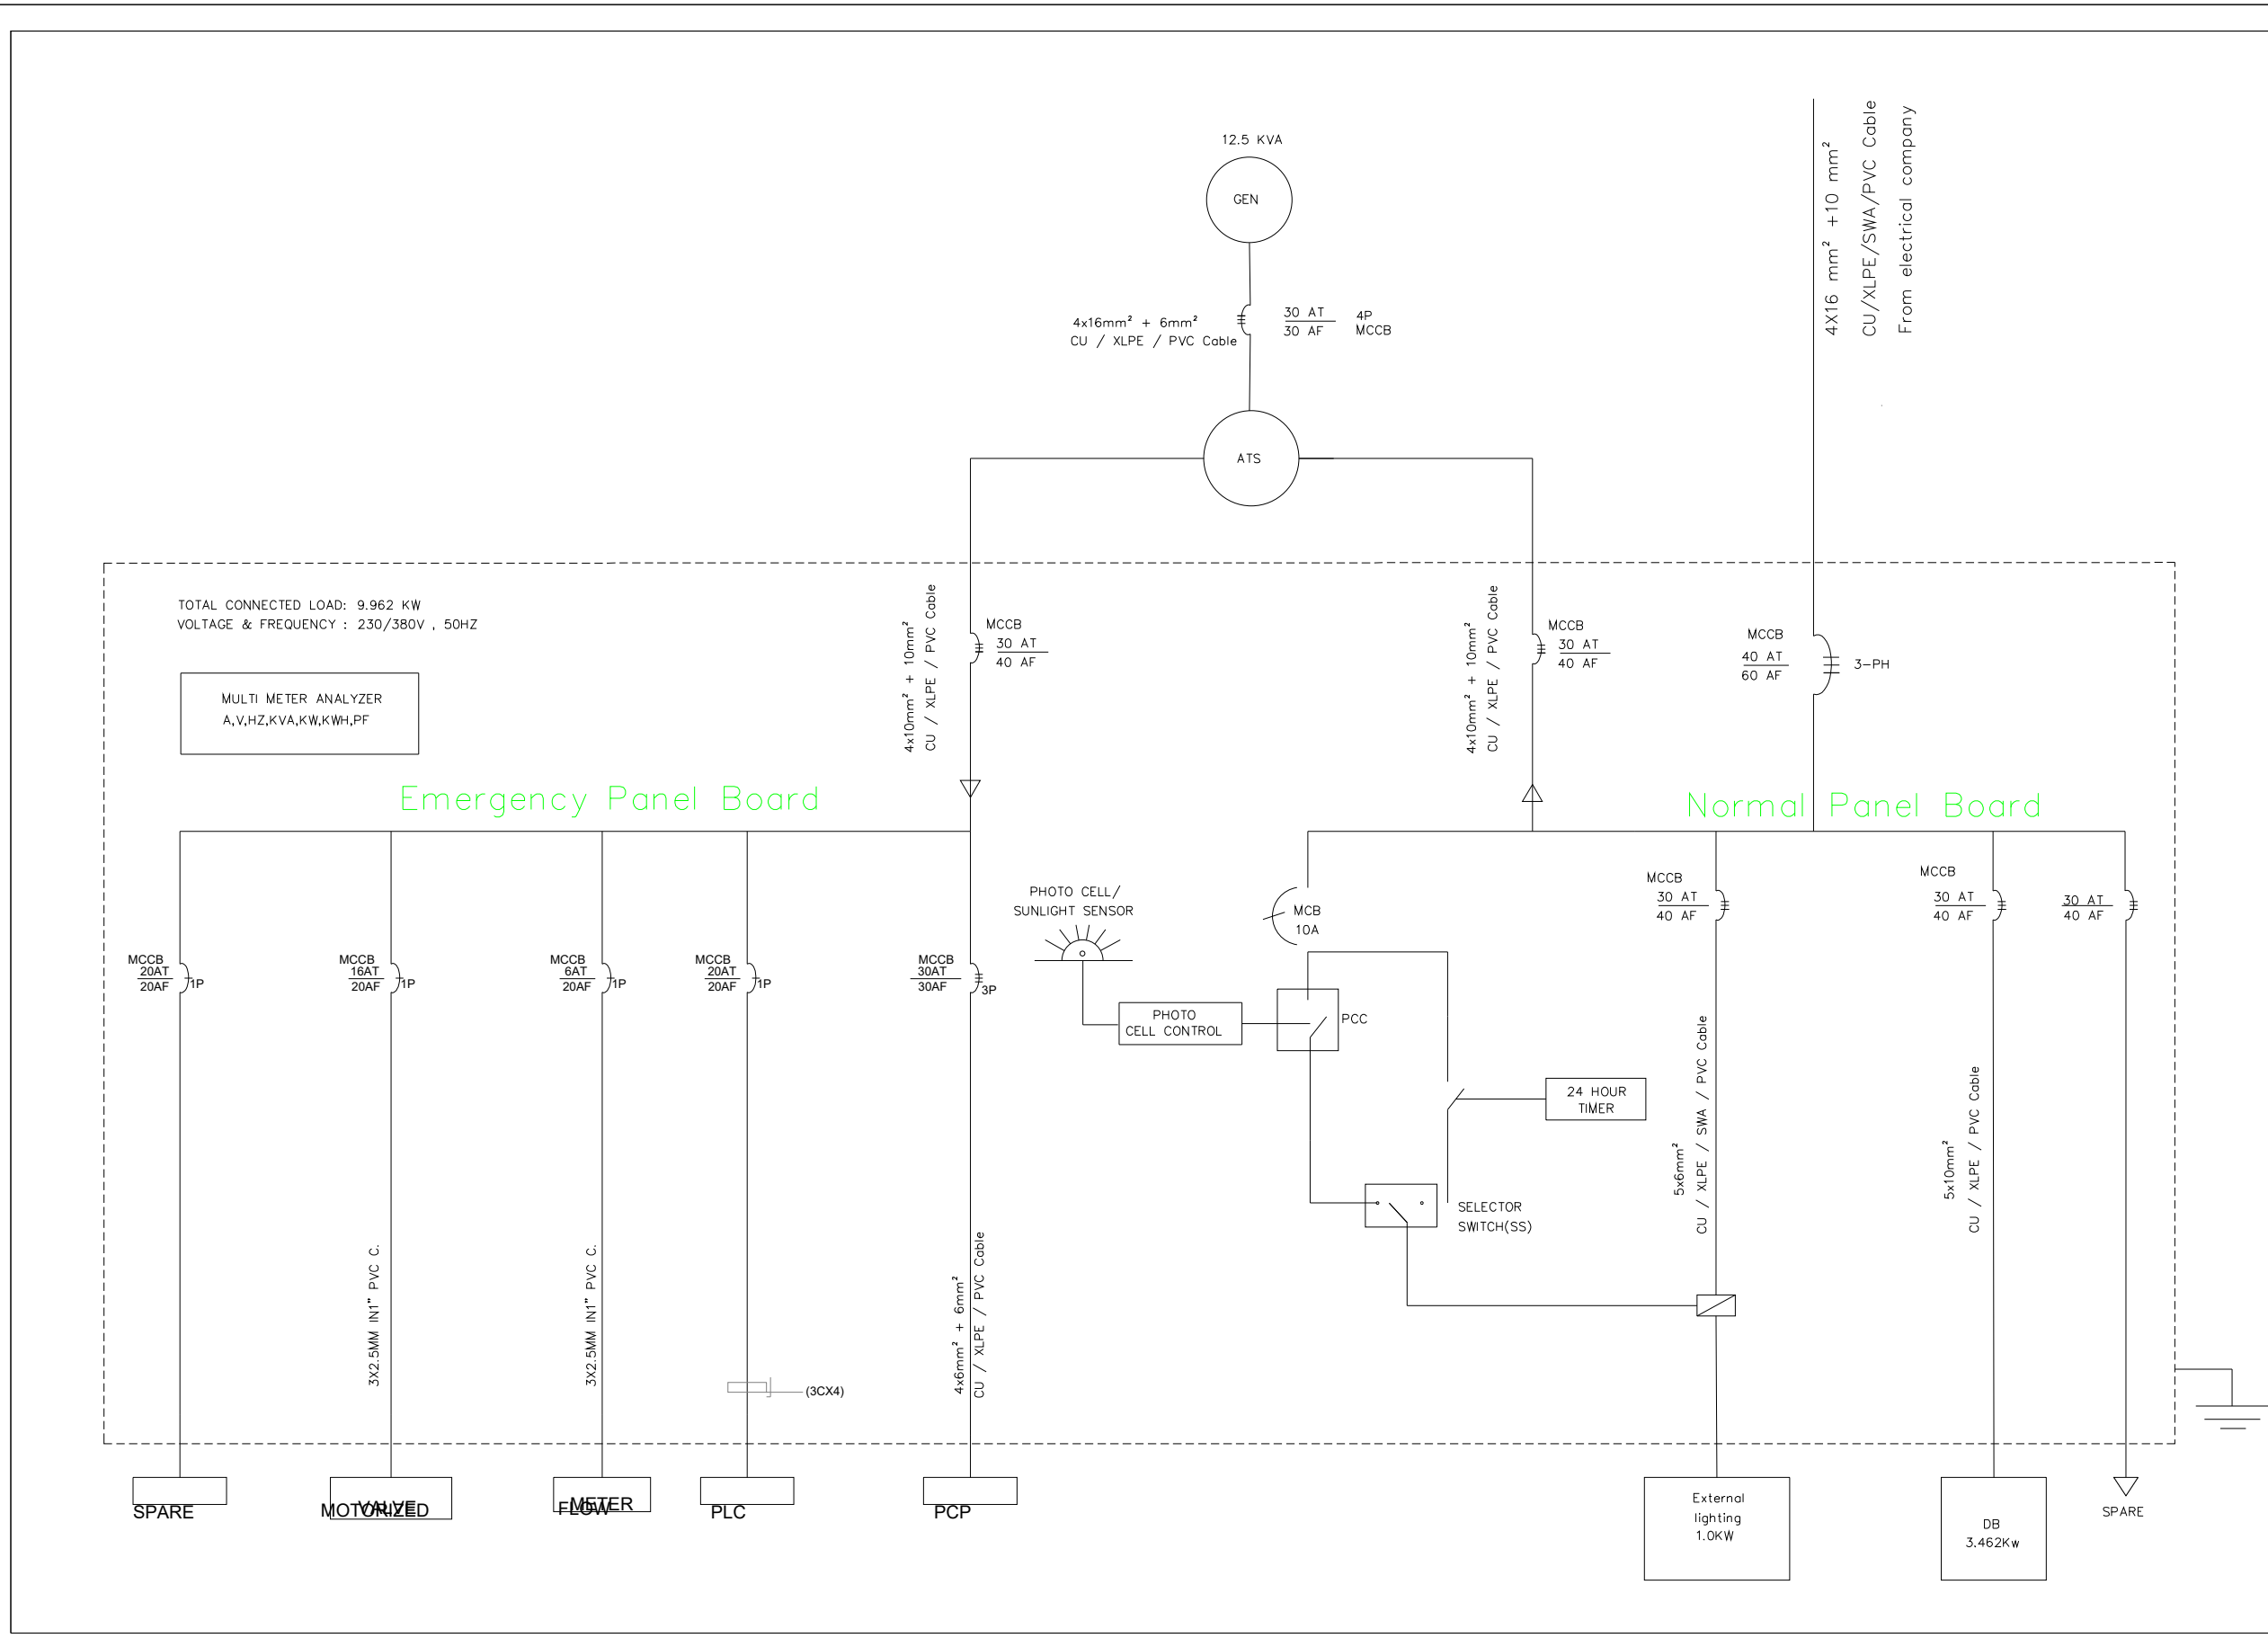 12.5 KVA
GEN
4x16mm² + 6mm²
CU / XLPE / PVC Cable
30 AT
30 AF
4P
MCCB
4X16 mm² +10 mm²
CU/XLPE/SWA/PVC Cable
From electrical company
ATS
TOTAL CONNECTED LOAD: 9.962 KW
VOLTAGE & FREQUENCY : 230/380V , 50HZ
MULTI METER ANALYZER
A,V,HZ,KVA,KW,KWH,PF
4x10mm² + 10mm²
CU / XLPE / PVC Cable
MCCB
30 AT
40 AF
4x10mm² + 10mm²
CU / XLPE / PVC Cable
MCCB
30 AT
40 AF
MCCB
40 AT
60 AF
3-PH
Emergency Panel Board
Normal Panel Board
MCCB
20AT
20AF
1P
MCCB
16AT
20AF
1P
MCCB
6AT
20AF
1P
MCCB
20AT
20AF
1P
MCCB
30AT
30AF
3P
PHOTO CELL/
SUNLIGHT SENSOR
MCB
10A
MCCB
30 AT
40 AF
MCCB
30 AT
40 AF
30 AT
40 AF
PHOTO
CELL CONTROL
PCC
24 HOUR
TIMER
SELECTOR
SWITCH(SS)
5x6mm²
CU / XLPE / SWA / PVC Cable
5x10mm²
CU / XLPE / PVC Cable
3X2.5MM IN1" PVC C.
3X2.5MM IN1" PVC C.
(3CX4)
4x6mm² + 6mm²
CU / XLPE / PVC Cable
SPARE
MOTORIZED
VALVE
FLOW
METER
PLC
PCP
External
lighting
1.0KW
DB
3.462Kw
SPARE